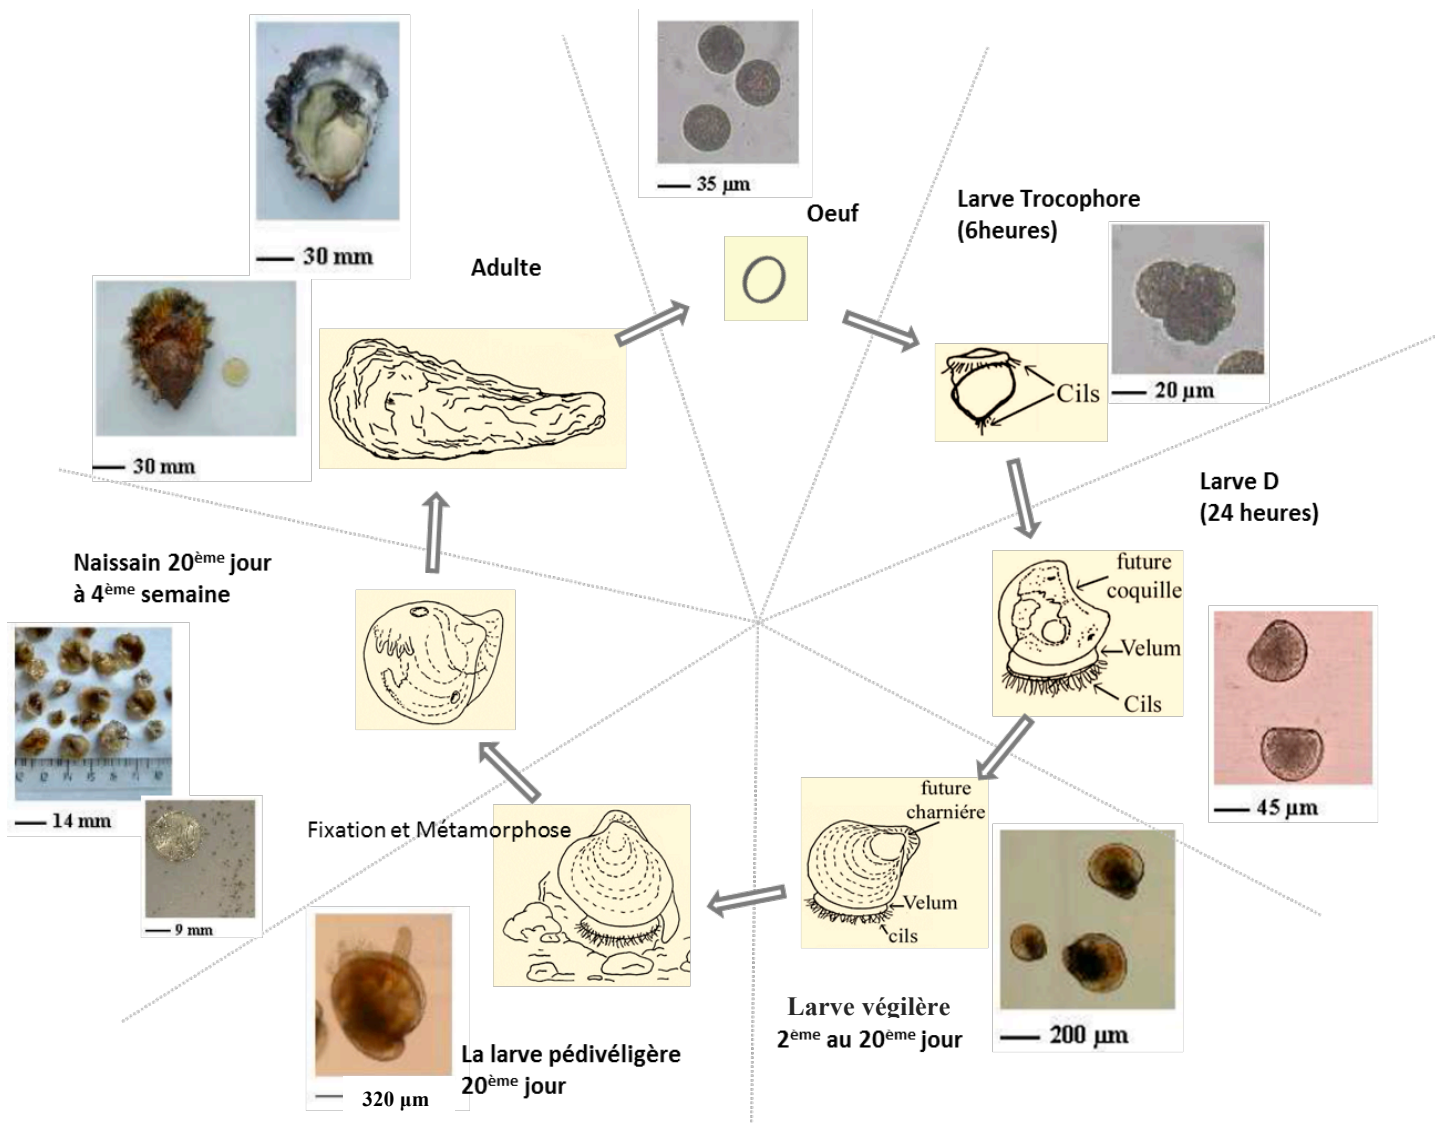 35 µm
Oeuf
Larve Trocophore
(6heures)
20 µm
Cils
Larve D
(24 heures)
future
coquille
Velum
Cils
45 µm
future
charniére
Velum
cils
200 µm
Larve végilère
2ème au 20ème jour
Fixation et Métamorphose
320 µm
La larve pédivéligère
20ème jour
Naissain 20ème jour
à 4ème semaine
14 mm
9 mm
Adulte
30 mm
30 mm